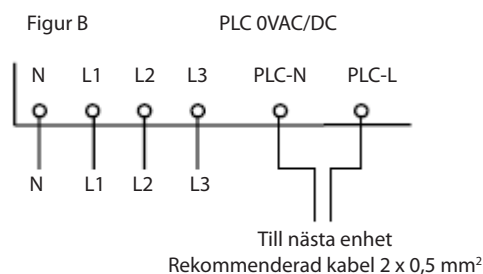 Figur B PLC 0VAC/DC
N L1 L2 L3 PLC-N PLC-L
N L1 L2 L3
Till nästa enhet
Rekommenderad kabel 2 x 0,5 mm²